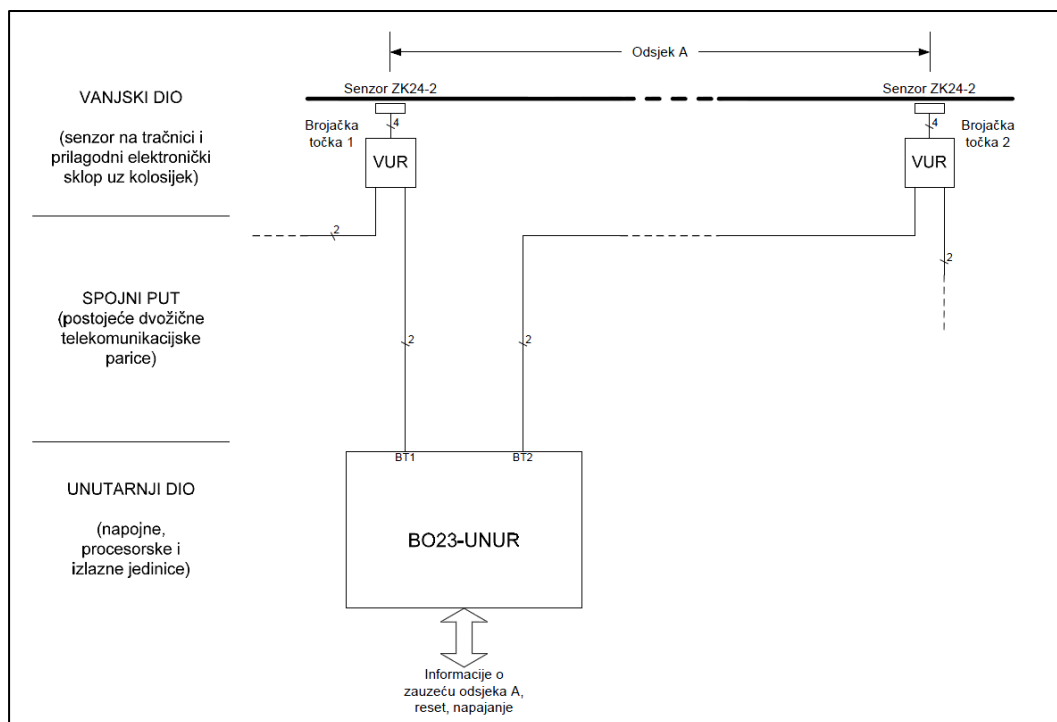 Odsjek A
VANJSKI DIO
(senzor na tračnici i
prilagodni elektronički
sklop uz kolosijek)
Senzor ZK24-2
Senzor ZK24-2
Brojačka
točka 1
4
VUR
4
VUR
Brojačka
točka 2
2
2
SPOJNI PUT
(postojeće dvožične
telekomunikacijske
parice)
2
2
UNUTARNJI DIO
(napojne,
procesorske i
izlazne jedinice)
BT1
BT2
BO23-UNUR
Informacije o
zauzeću odsjeka A,
reset, napajanje